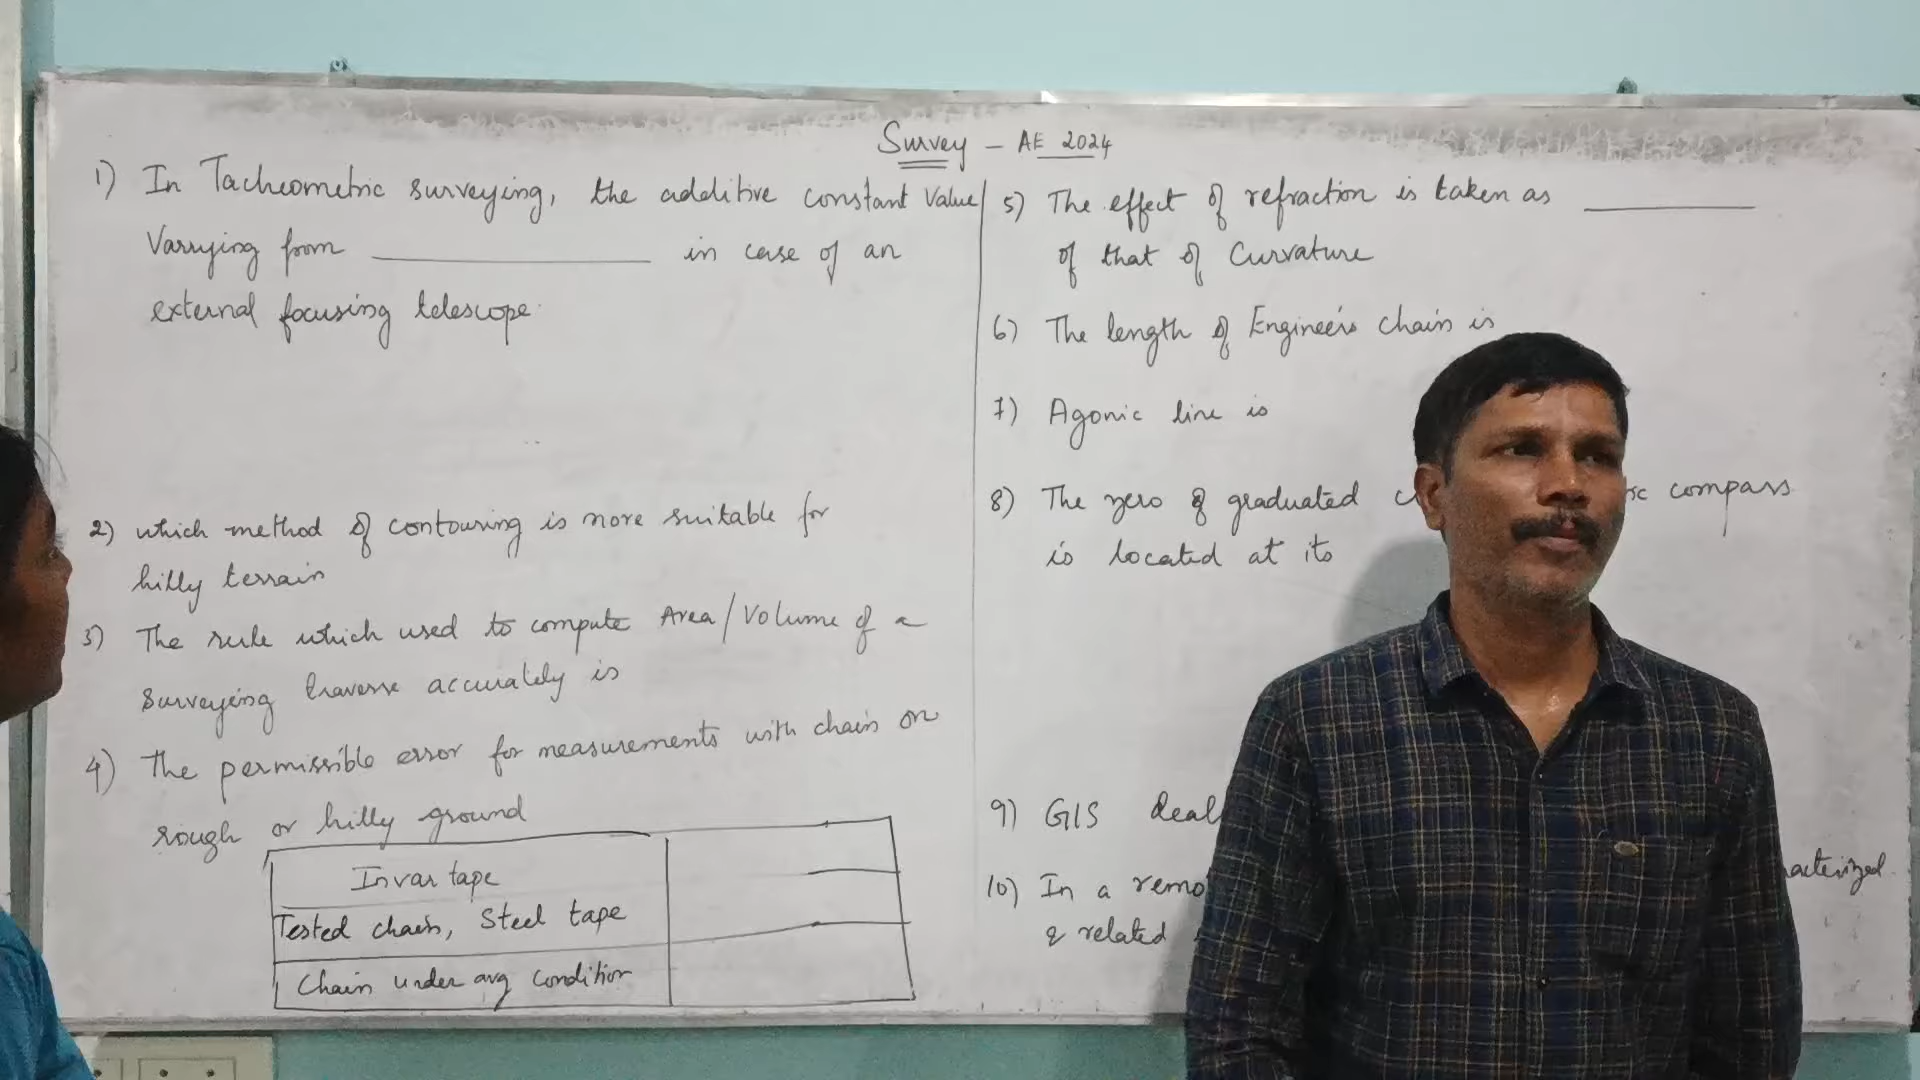 Survey - AE 2024
1) In Tacheometric surveying, the additive constant value
Varying from __________ in case of an
external focusing telescope.
2) which method of contouring is more suitable for
hilly terrain
3) The rule which used to compute Area/Volume of a
surveying traverse accurately is
4) The permissible error for measurements with chain on
rough or hilly ground
Invar tape
Tested chain, Steel tape
Chain under avg condition
5) The effect of refraction is taken as __________
of that of Curvature
6) The length of Engineer's chain is
7) Agonic line is
8) The zero of graduated compass
is located at its
9) GIS deal
10) In a
& related